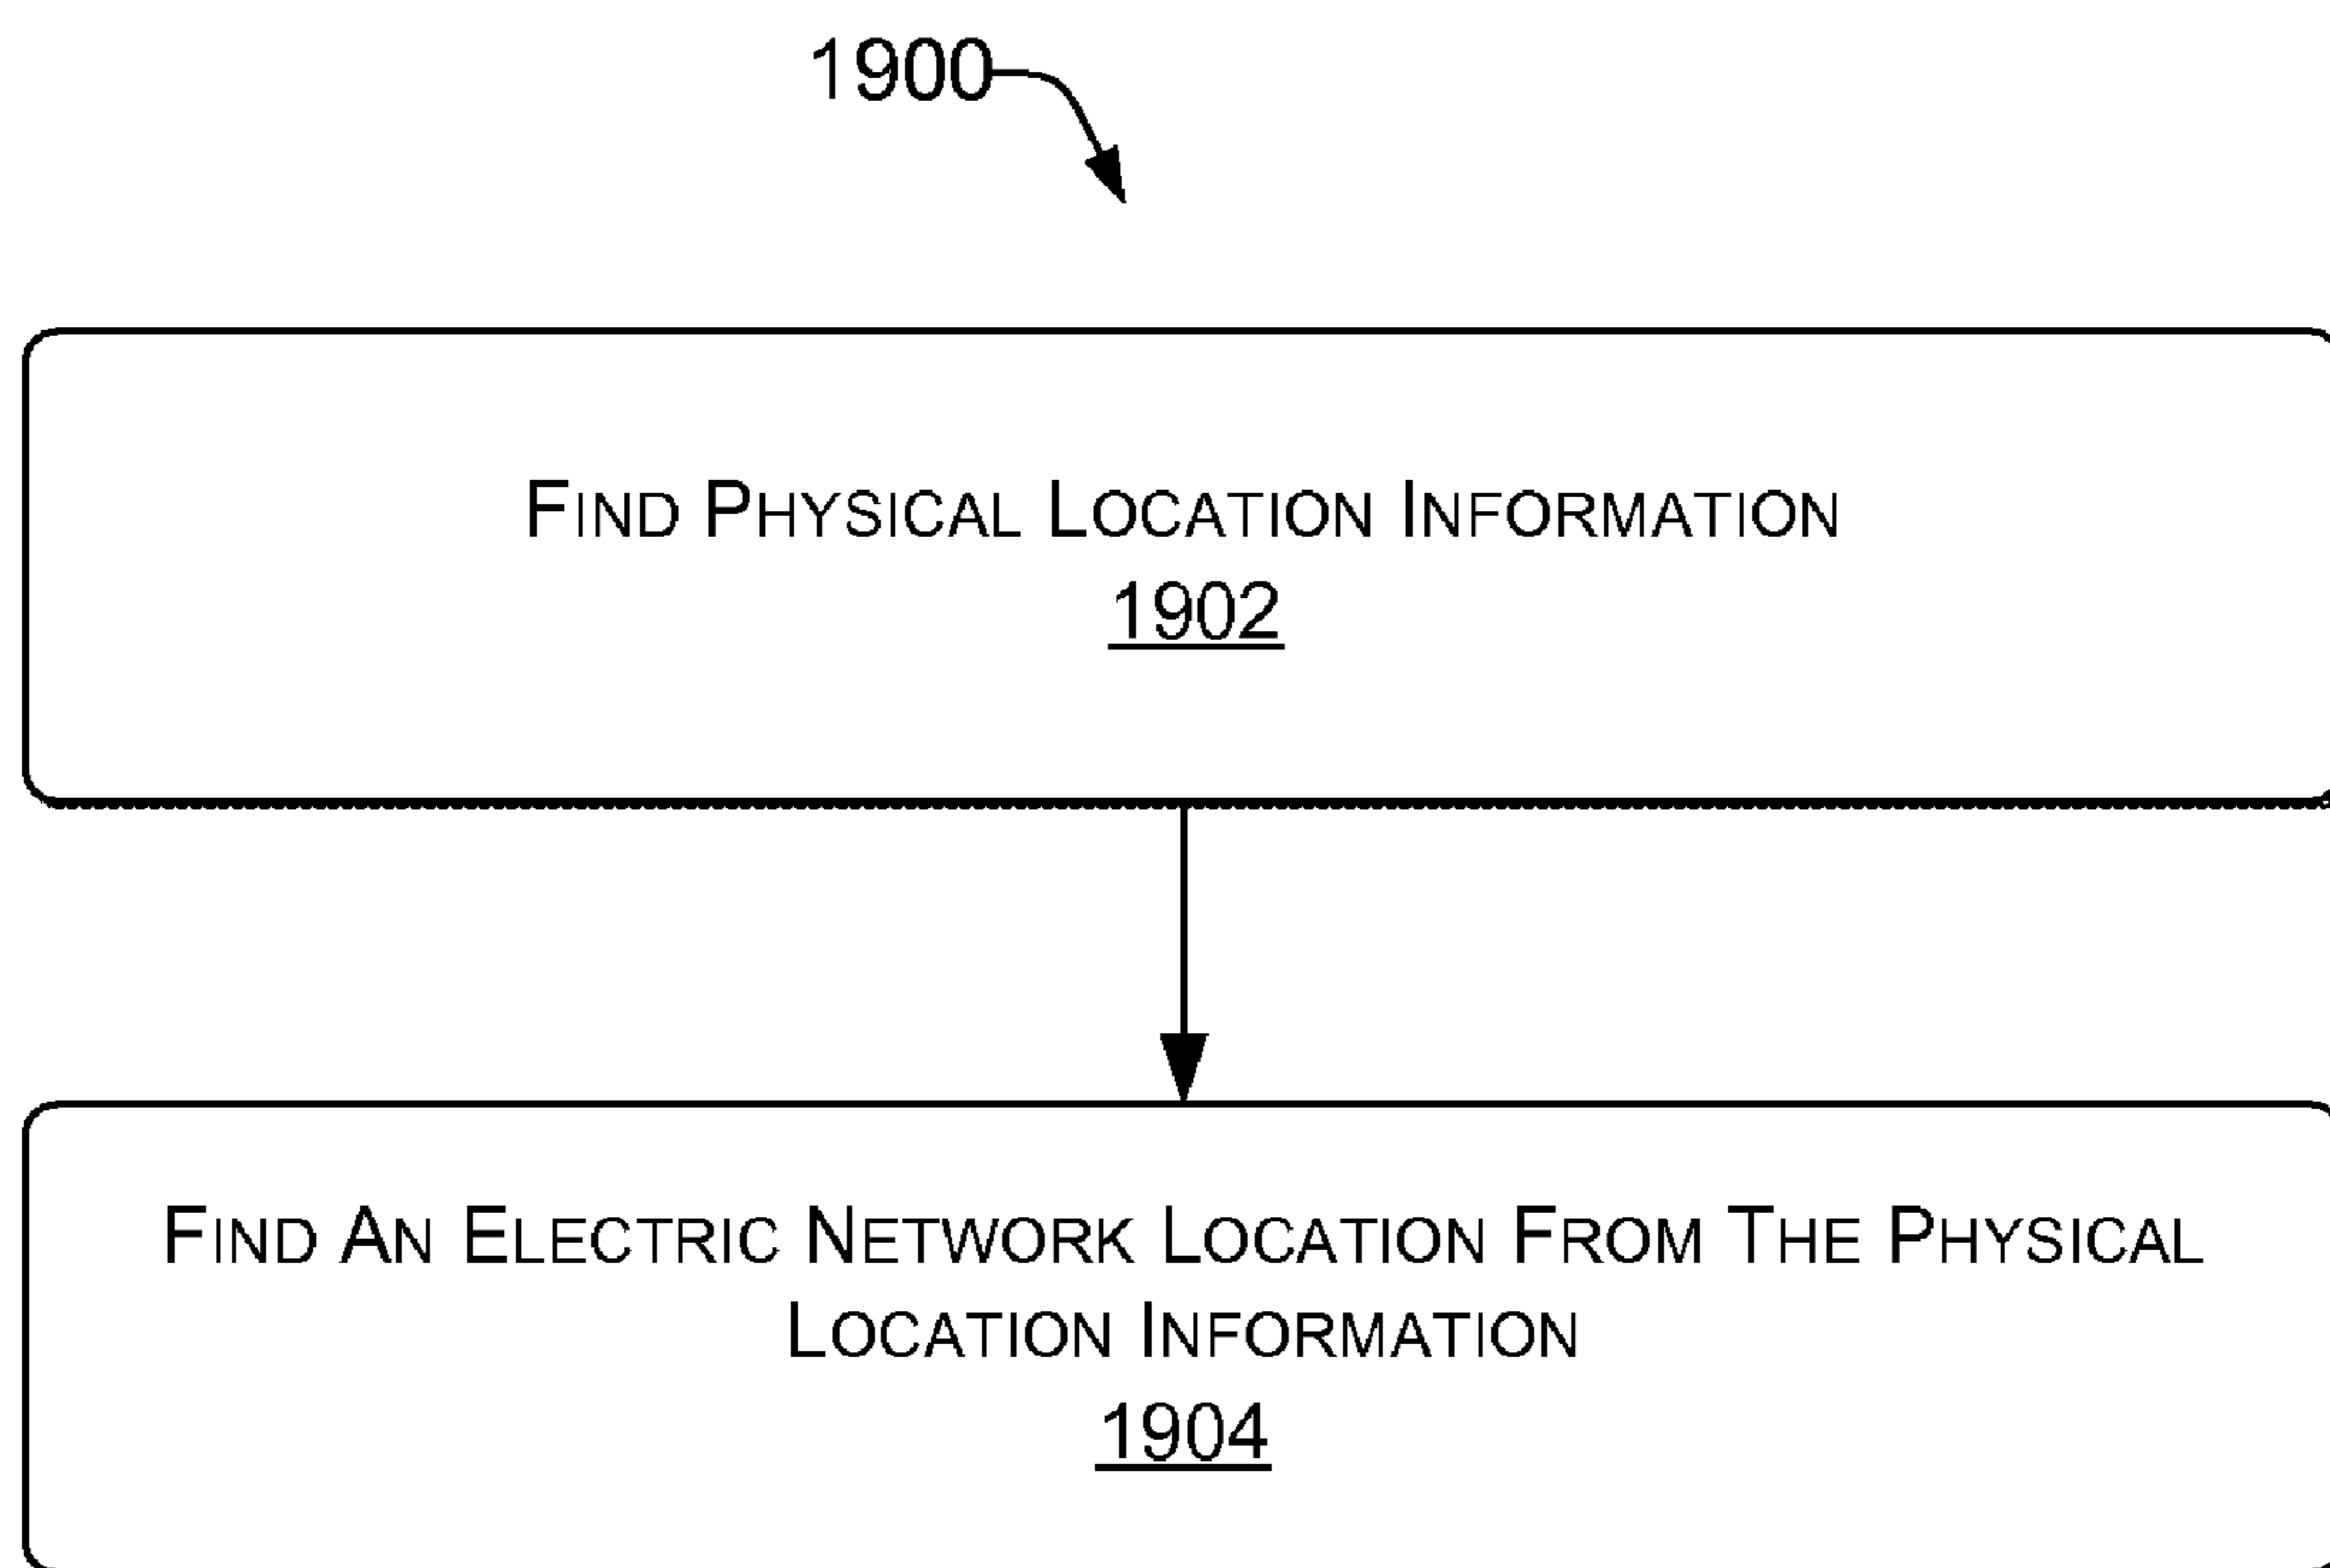 1900
FIND PHYSICAL LOCATION INFORMATION
1902
FIND AN ELECTRIC NETWORK LOCATION FROM THE PHYSICAL
LOCATION INFORMATION
1904